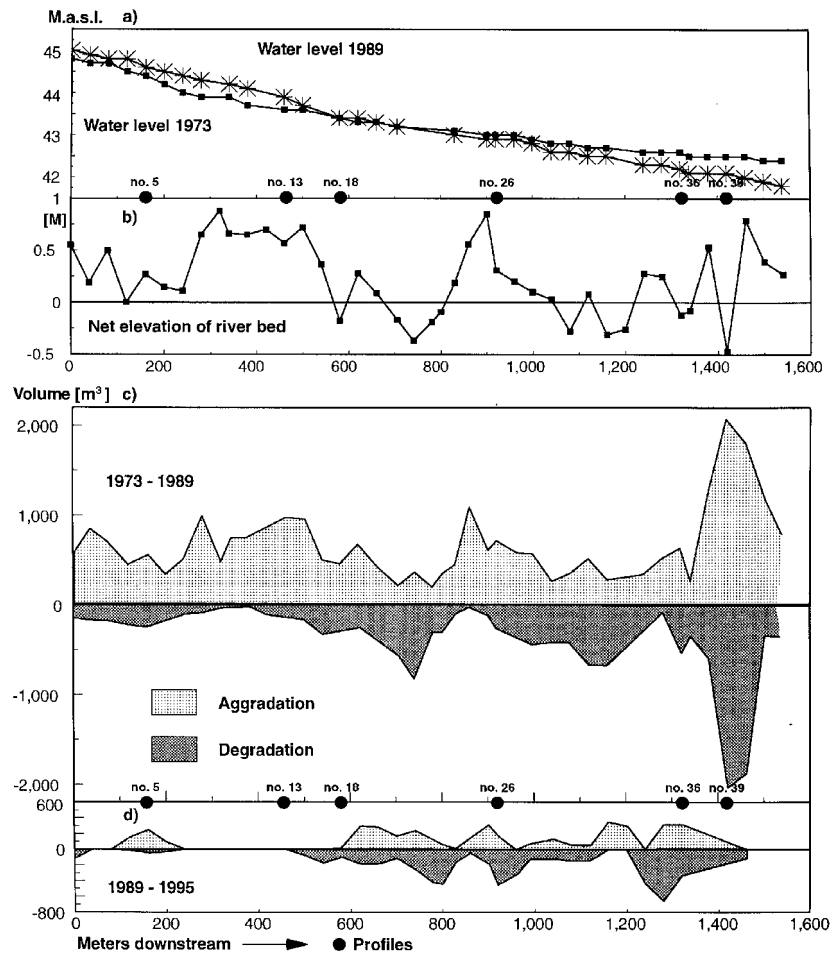 M.a.s.l. a)
45
Water level 1989
44
Water level 1973
43
42
1
no. 5 no. 13 no. 18 no. 26 no. 36 no. 39
[M] b)
0.5
0
Net elevation of river bed
-0.5
0 200 400 600 800 1,000 1,200 1,400 1,600
Volume [m³] c)
2,000
1973 - 1989
1,000
0
-1,000
Aggradation
Degradation
-2,000
no. 5 no. 13 no. 18 no. 26 no. 36 no. 39
600
d)
0
1989 - 1995
-800
0 200 400 600 800 1,000 1,200 1,400 1,600
Meters downstream Profiles